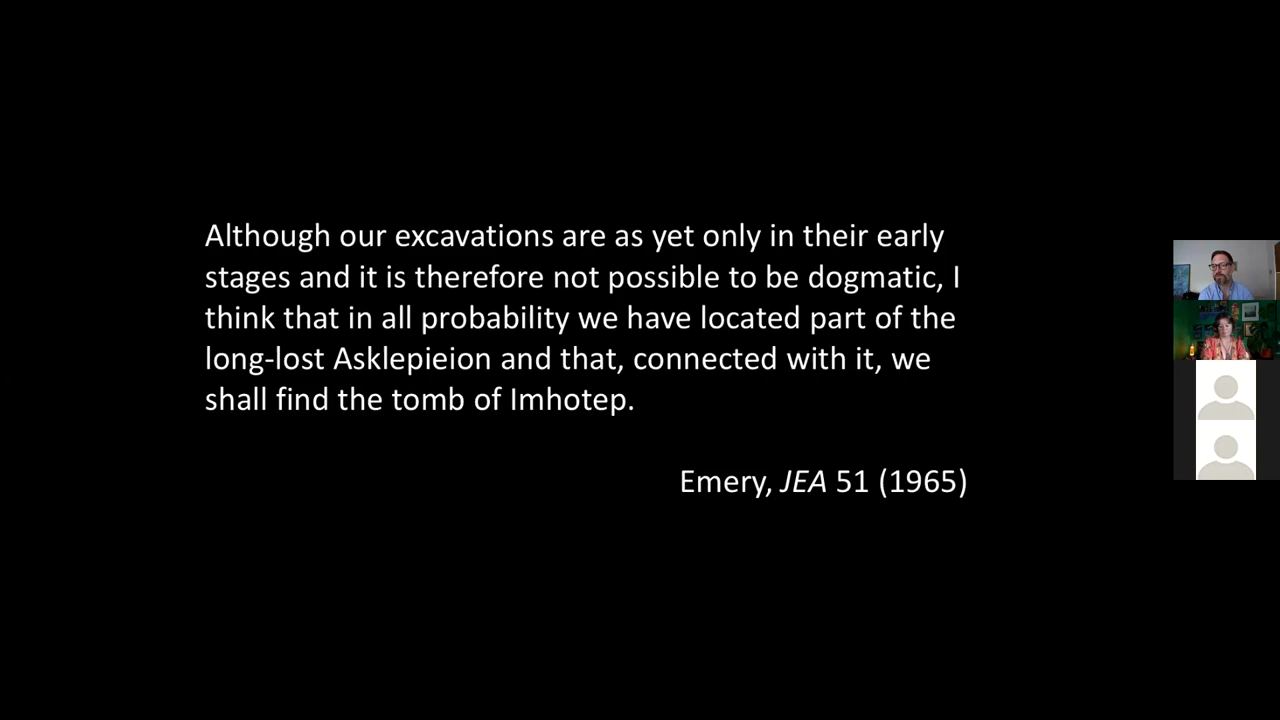 Although our excavations are as yet only in their early
stages and it is therefore not possible to be dogmatic, I
think that in all probability we have located part of the
long-lost Asklepieion and that, connected with it, we
shall find the tomb of Imhotep.
Emery, JEA 51 (1965)